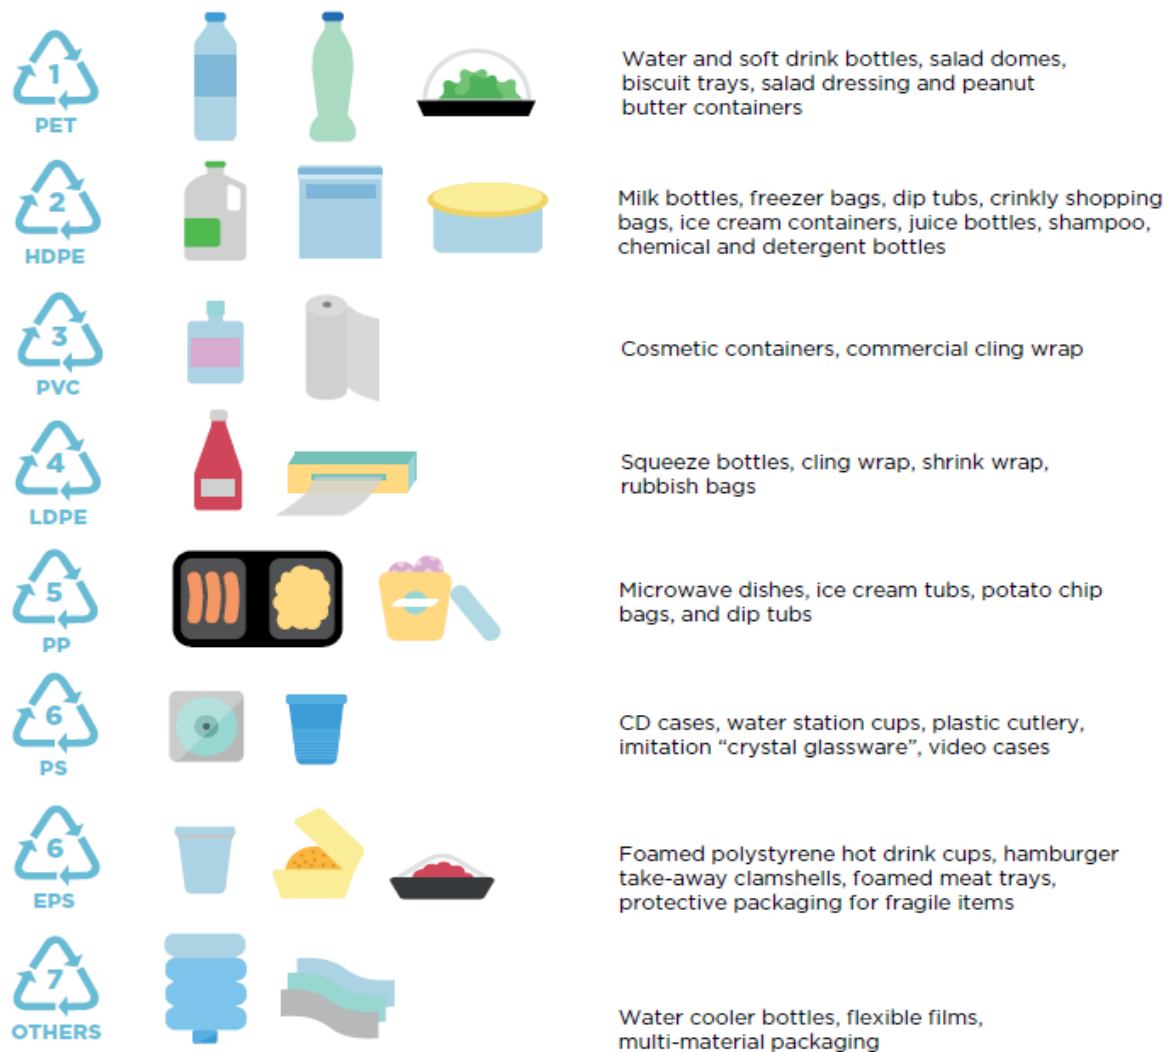 1
PET
Water and soft drink bottles, salad domes,
biscuit trays, salad dressing and peanut
butter containers
2
HDPE
Milk bottles, freezer bags, dip tubs, crinkly shopping
bags, ice cream containers, juice bottles, shampoo,
chemical and detergent bottles
3
PVC
Cosmetic containers, commercial cling wrap
4
LDPE
Squeeze bottles, cling wrap, shrink wrap,
rubbish bags
5
PP
Microwave dishes, ice cream tubs, potato chip
bags, and dip tubs
6
PS
CD cases, water station cups, plastic cutlery,
imitation “crystal glassware”, video cases
6
EPS
Foamed polystyrene hot drink cups, hamburger
take-away clamshells, foamed meat trays,
protective packaging for fragile items
7
OTHERS
Water cooler bottles, flexible films,
multi-material packaging